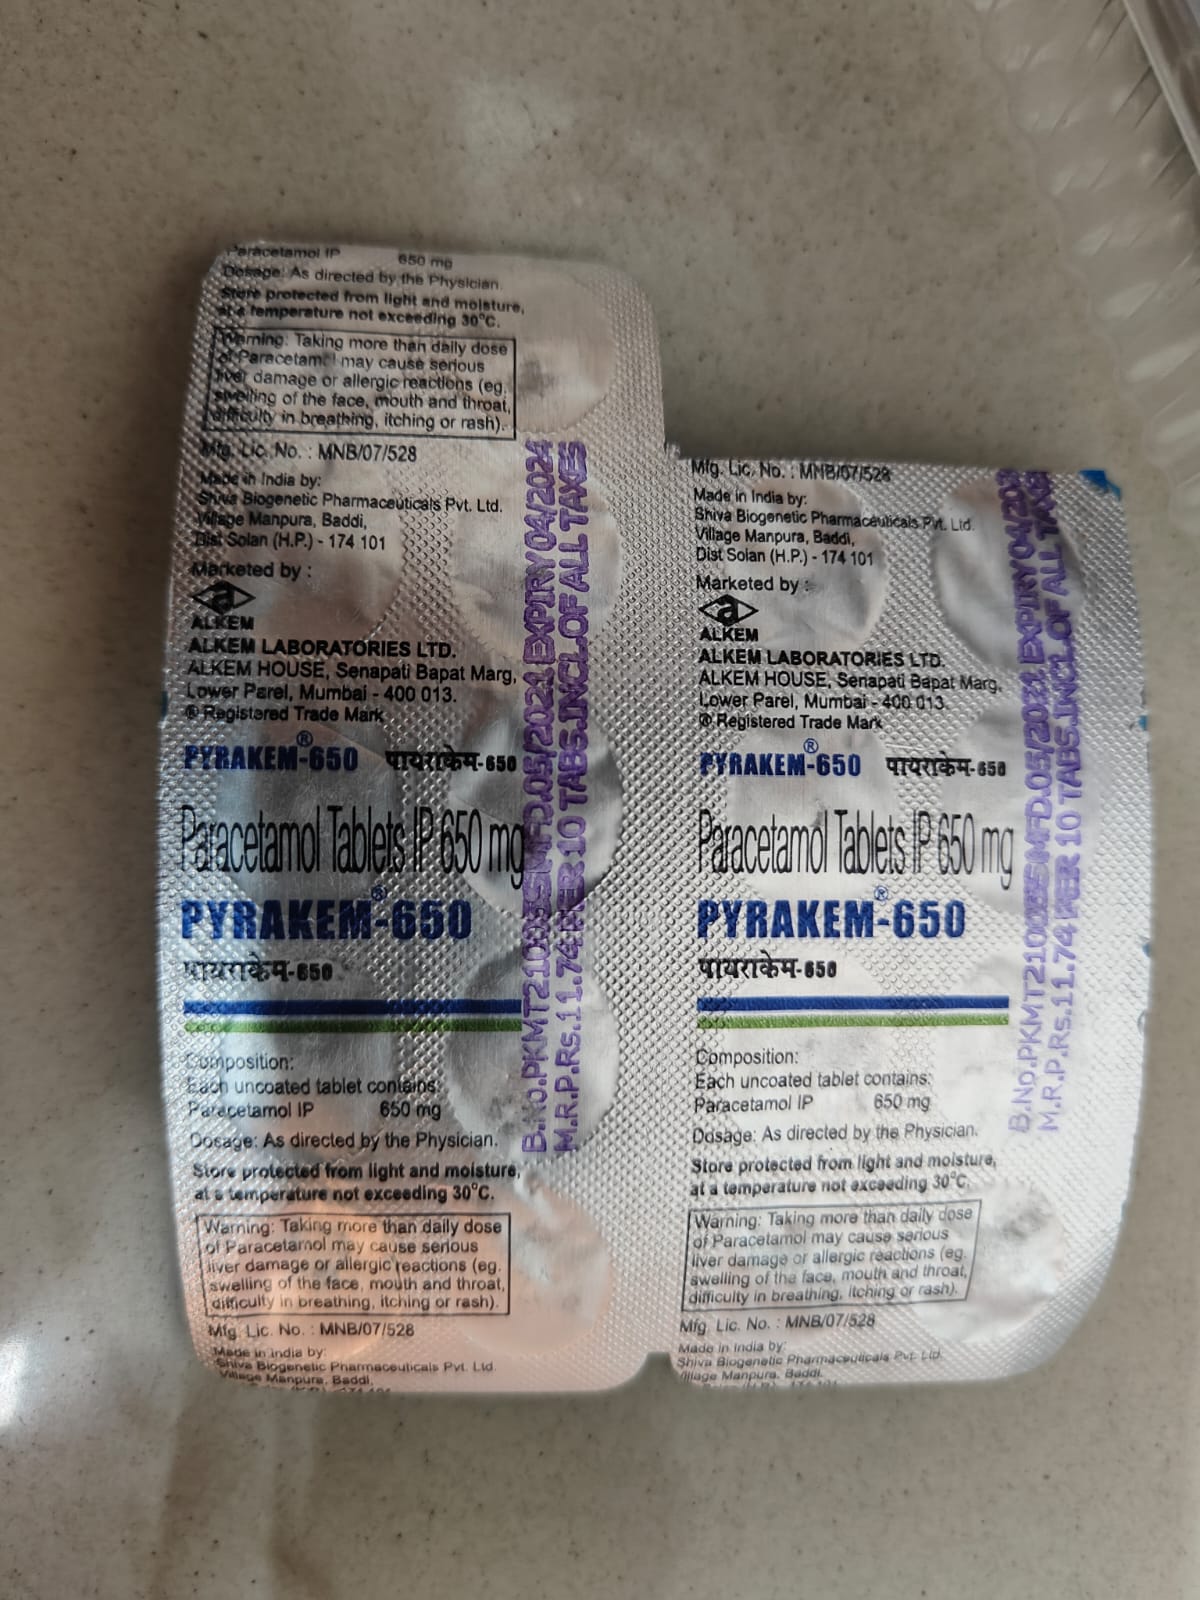 Paracetamol IP 650 mg
Dosage: As directed by the Physician.
Store protected from light and moisture,
at a temperature not exceeding 30°C.
Warning: Taking more than daily dose
of Paracetamol may cause serious
liver damage or allergic reactions (eg.
swelling of the face, mouth and throat,
difficulty in breathing, itching or rash).
Mfg. Lic. No. : MNB/07/528
Made in India by:
Shiva Biogenetic Pharmaceuticals Pvt. Ltd.
Village Manpura, Baddi,
Dist Solan (H.P.) - 174 101
Marketed by :
a
ALKEM
ALKEM LABORATORIES LTD.
ALKEM HOUSE, Senapati Bapat Marg,
Lower Parel, Mumbai - 400 013.
® Registered Trade Mark
PYRAKEM®-650 पायराकेम-650
Paracetamol Tablets IP 650 mg
PYRAKEM®-650
पायराकेम-650
Composition:
Each uncoated tablet contains:
Paracetamol IP 650 mg
Dosage: As directed by the Physician.
Store protected from light and moisture,
at a temperature not exceeding 30°C.
Warning: Taking more than daily dose
of Paracetamol may cause serious
liver damage or allergic reactions (eg.
swelling of the face, mouth and throat,
difficulty in breathing, itching or rash).
Mfg. Lic. No. : MNB/07/528
Made in India by:
Shiva Biogenetic Pharmaceuticals Pvt. Ltd.
Village Manpura, Baddi,
MFD.05/2021 EXPIRY 04/2024
M.R.P.Rs.11.74 PER 10 TABS.INCL.OF ALL TAXES
Mfg. Lic. No. : MNB/07/528
Made in India by:
Shiva Biogenetic Pharmaceuticals Pvt. Ltd.
Village Manpura, Baddi,
Dist Solan (H.P.) - 174 101
Marketed by :
a
ALKEM
ALKEM LABORATORIES LTD.
ALKEM HOUSE, Senapati Bapat Marg,
Lower Parel, Mumbai - 400 013.
® Registered Trade Mark
PYRAKEM®-650 पायराकेम-650
Paracetamol Tablets IP 650 mg
PYRAKEM®-650
पायराकेम-650
Composition:
Each uncoated tablet contains:
Paracetamol IP 650 mg
Dosage: As directed by the Physician.
Store protected from light and moisture,
at a temperature not exceeding 30°C.
Warning: Taking more than daily dose
of Paracetamol may cause serious
liver damage or allergic reactions (eg.
swelling of the face, mouth and throat,
difficulty in breathing, itching or rash).
Mfg. Lic. No. : MNB/07/528
Made in India by:
Shiva Biogenetic Pharmaceuticals Pvt. Ltd.
Village Manpura, Baddi,
MFD.05/2021 EXPIRY
M.R.P.Rs.11.74 PER 10 TABS.INCL.OF ALL